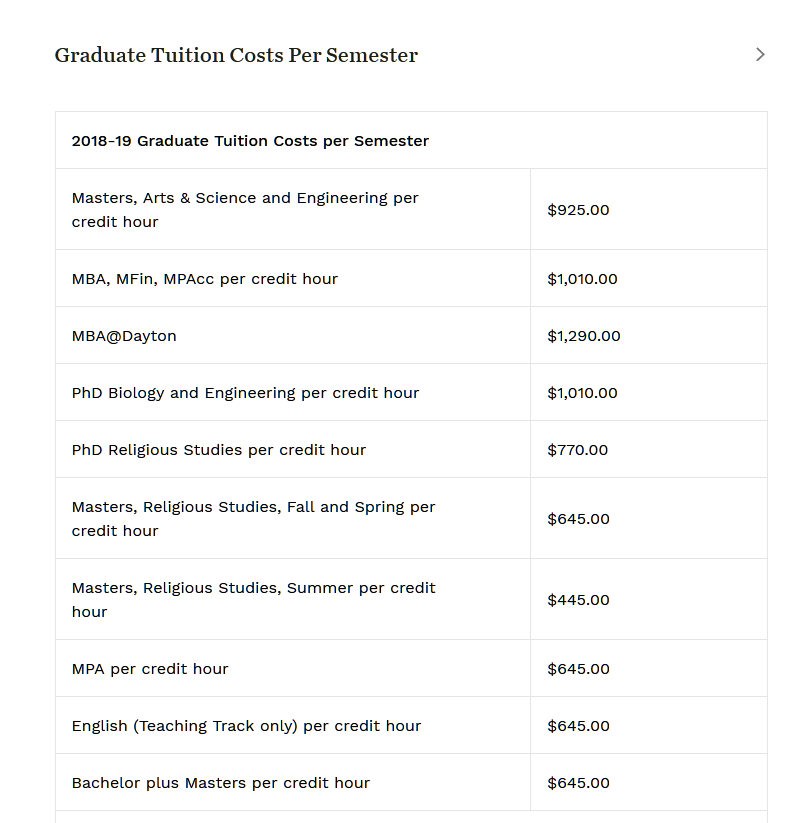 Graduate Tuition Costs Per Semester
2018-19 Graduate Tuition Costs per Semester
Masters, Arts & Science and Engineering per
credit hour
$925.00
MBA, MFin, MPAcc per credit hour
$1,010.00
MBA@Dayton
$1,290.00
PhD Biology and Engineering per credit hour
$1,010.00
PhD Religious Studies per credit hour
$770.00
Masters, Religious Studies, Fall and Spring per
credit hour
$645.00
Masters, Religious Studies, Summer per credit
hour
$445.00
MPA per credit hour
$645.00
English (Teaching Track only) per credit hour
$645.00
Bachelor plus Masters per credit hour
$645.00